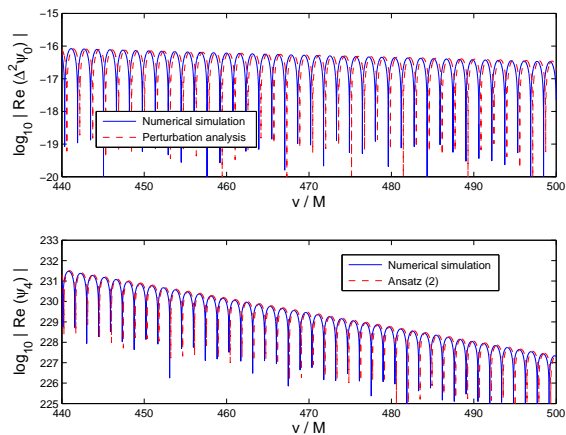 −15
−16
−17
−18
−19
−20
log₁₀ | Re (Δ²ψ₀) |
Numerical simulation
Perturbation analysis
440 450 460 470 480 490 500
v / M
233
232
231
230
229
228
227
226
225
log₁₀ | Re (ψ₄) |
Numerical simulation
Ansatz (2)
440 450 460 470 480 490 500
v / M